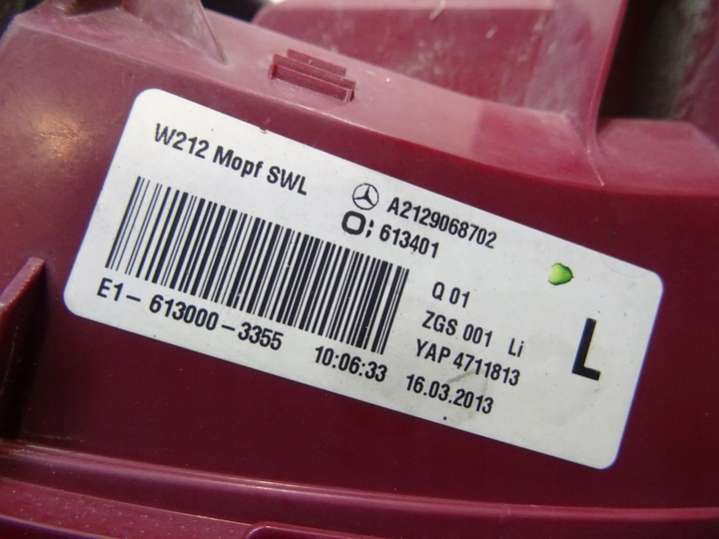 W212 Mopf SWL
A2129068702
O; 613401
Q 01
ZGS 001 Li
YAP 4711813
L
E1-613000-3355 10:06:33 16.03.2013